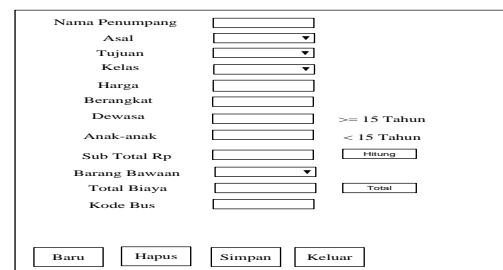 Nama Penumpang
Asal
Tujuan
Kelas
Harga
Berangkat
Dewasa >= 15 Tahun
Anak-anak < 15 Tahun
Sub Total Rp Hitung
Barang Bawaan
Total Biaya Total
Kode Bus
Baru Hapus Simpan Keluar